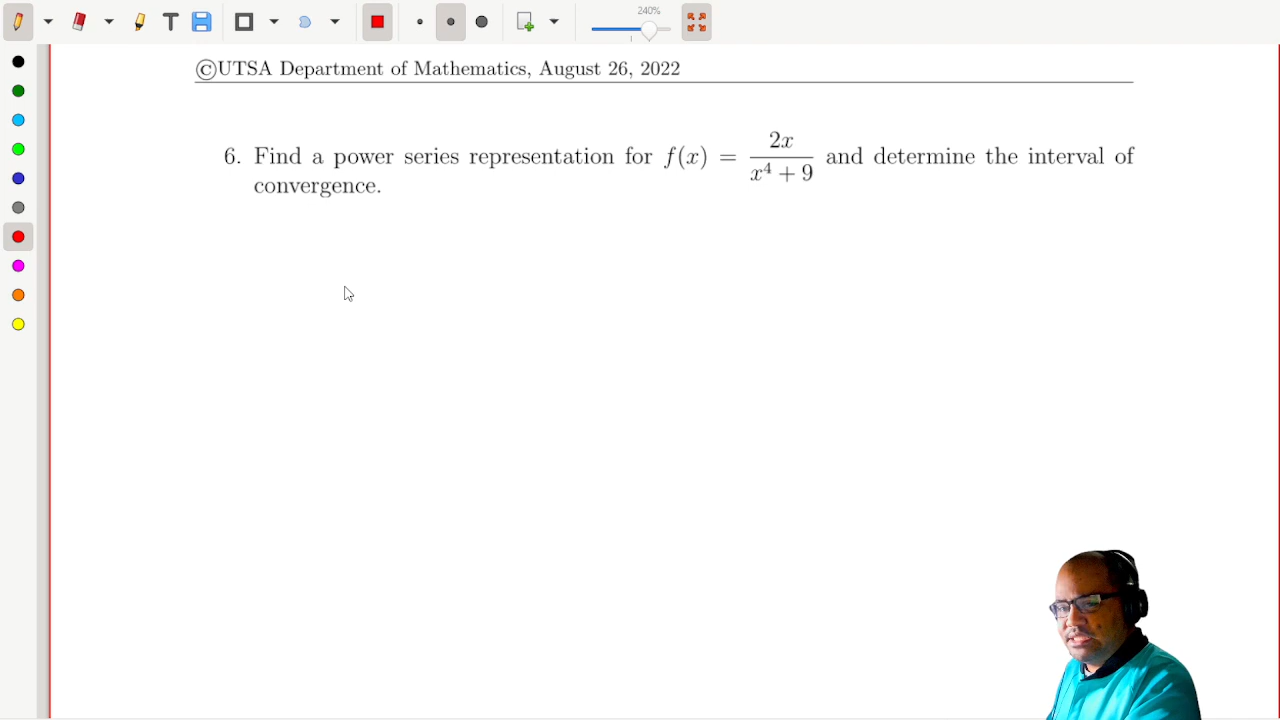 240%
©UTSA Department of Mathematics, August 26, 2022
6. Find a power series representation for f(x) = 2x / (x⁴ + 9) and determine the interval of
convergence.